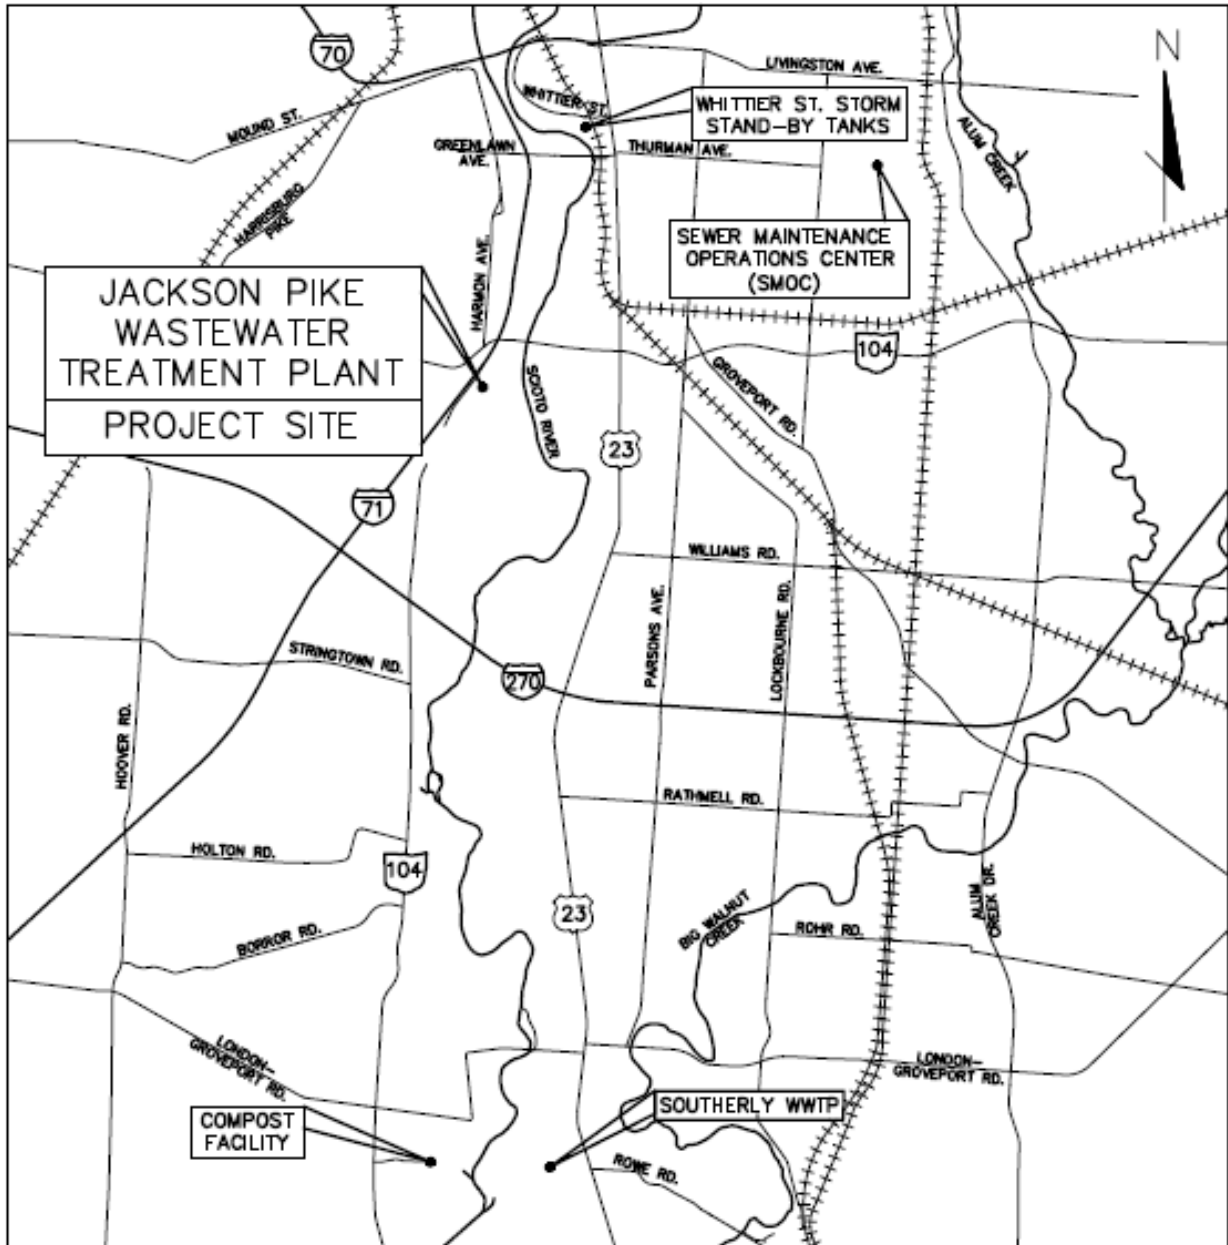 N
70
LIVINGSTON AVE.
WHITTIER ST.
WHITTIER ST. STORM
STAND-BY TANKS
MOUND ST.
GREENLAWN
AVE.
THURMAN AVE.
ALUM CREEK
HARRISBURG
PIKE
SEWER MAINTENANCE
OPERATIONS CENTER
(SMOC)
HARMON AVE.
JACKSON PIKE
WASTEWATER
TREATMENT PLANT
PROJECT SITE
104
GROVEPORT RD.
SCIOTO RIVER
23
71
WILLIAMS RD.
PARSONS AVE.
LOCKBOURNE RD.
STRINGTOWN RD.
270
HOOVER RD.
RATHMELL RD.
HOLTON RD.
104
23
ALUM
CREEK DR.
BIG WALNUT
CREEK
ROHR RD.
BORROR RD.
LONDON-
GROVEPORT RD.
LONDON-
GROVEPORT RD.
COMPOST
FACILITY
SOUTHERLY WWTP
ROWE RD.